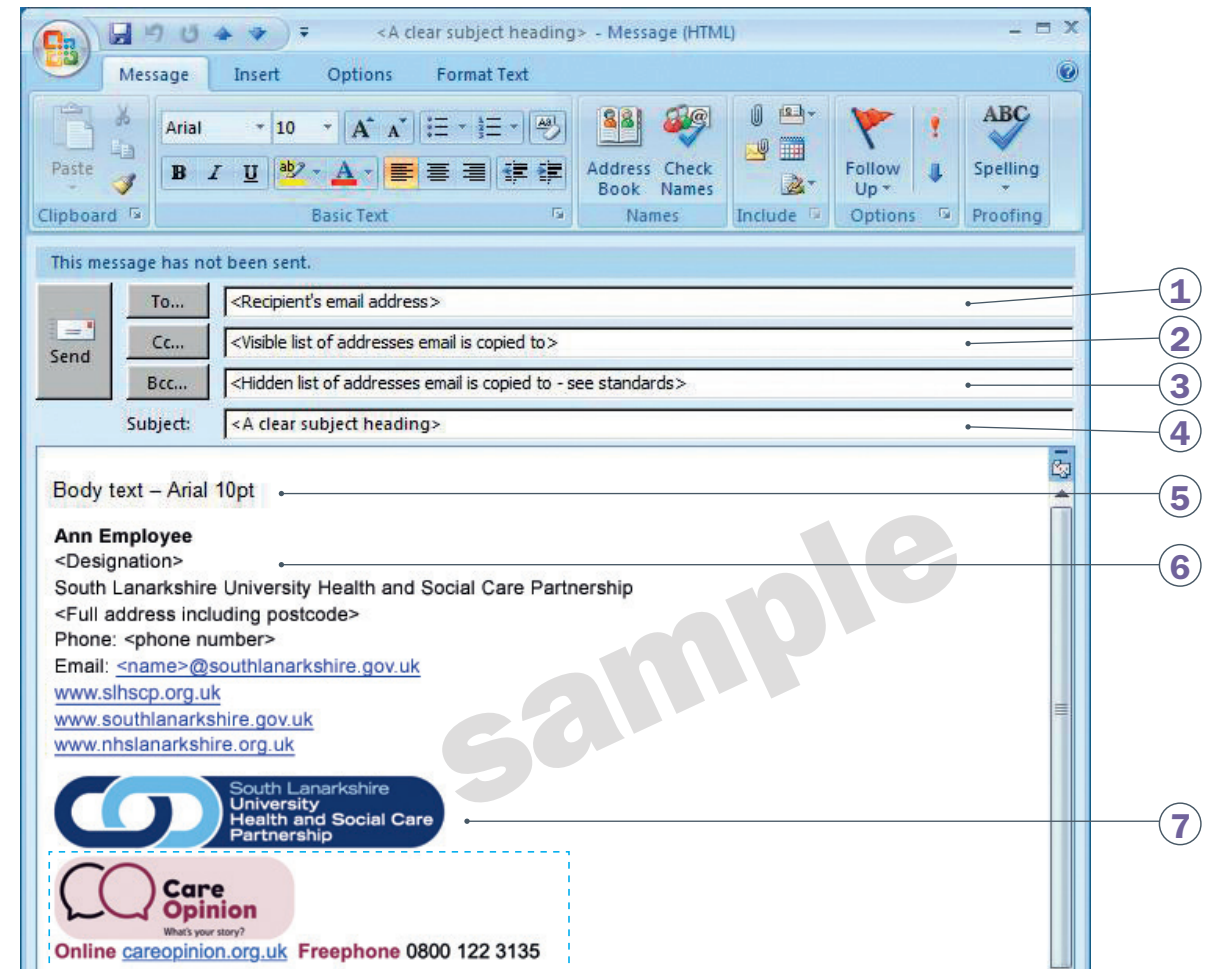 <A clear subject heading> - Message (HTML)
Message Insert Options Format Text
Paste
Clipboard
Arial 10 A A Aa
B I U ab A
Basic Text
Address Book
Check Names
Names
Include
Follow Up
Options
ABC
Spelling
Proofing
This message has not been sent.
Send
To... <Recipient's email address> 1
Cc... <Visible list of addresses email is copied to> 2
Bcc... <Hidden list of addresses email is copied to - see standards> 3
Subject: <A clear subject heading> 4
Body text – Arial 10pt 5
Ann Employee
<Designation> 6
South Lanarkshire University Health and Social Care Partnership
<Full address including postcode>
Phone: <phone number>
Email: <name>@southlanarkshire.gov.uk
www.slhscp.org.uk
www.southlanarkshire.gov.uk
www.nhslanarkshire.org.uk
sample
South Lanarkshire
University
Health and Social Care
Partnership
7
Care
Opinion
What's your story?
Online careopinion.org.uk Freephone 0800 122 3135